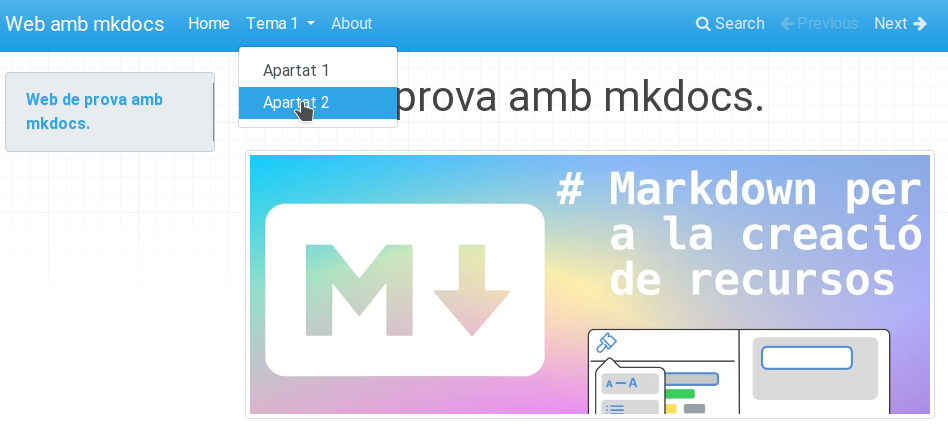 Web amb mkdocs Home Tema 1 About Search Previous Next
Apartat 1
Apartat 2
Web de prova amb
mkdocs.
prova amb mkdocs.
# Markdown per
a la creació
de recursos
M
A — A